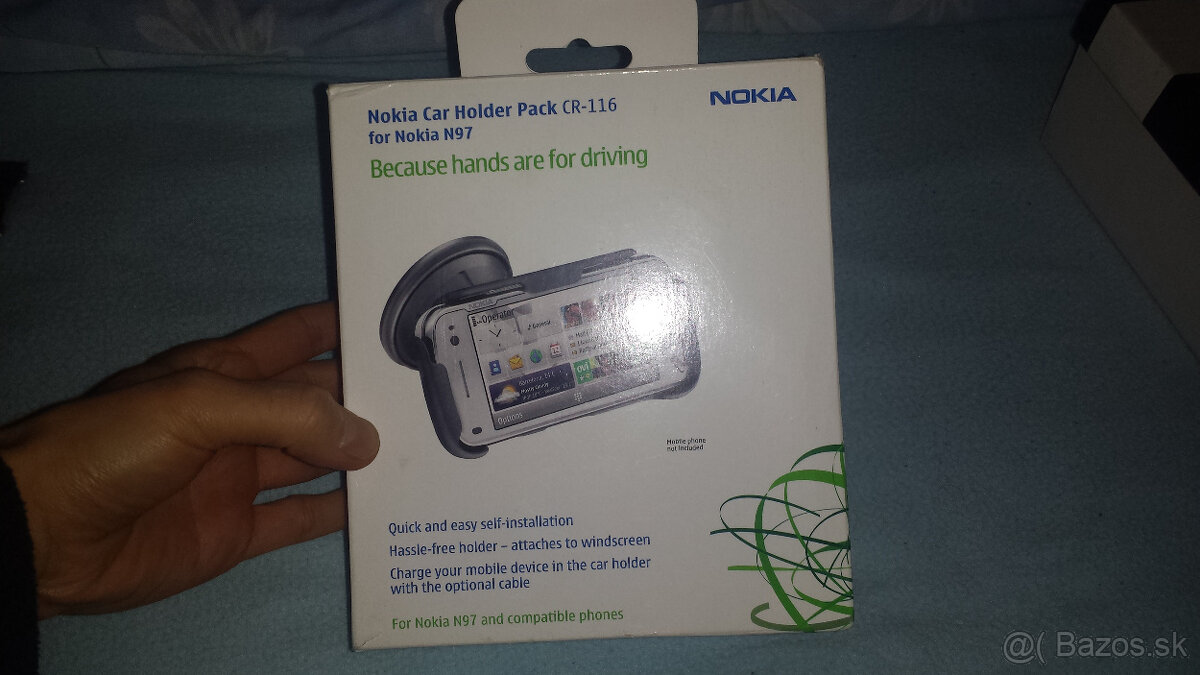 Nokia Car Holder Pack CR-116
for Nokia N97
NOKIA
Because hands are for driving
NOKIA
Operator
General
Options
Mobile phone
not included
Quick and easy self-installation
Hassle-free holder – attaches to windscreen
Charge your mobile device in the car holder
with the optional cable
For Nokia N97 and compatible phones
@( Bazos.sk